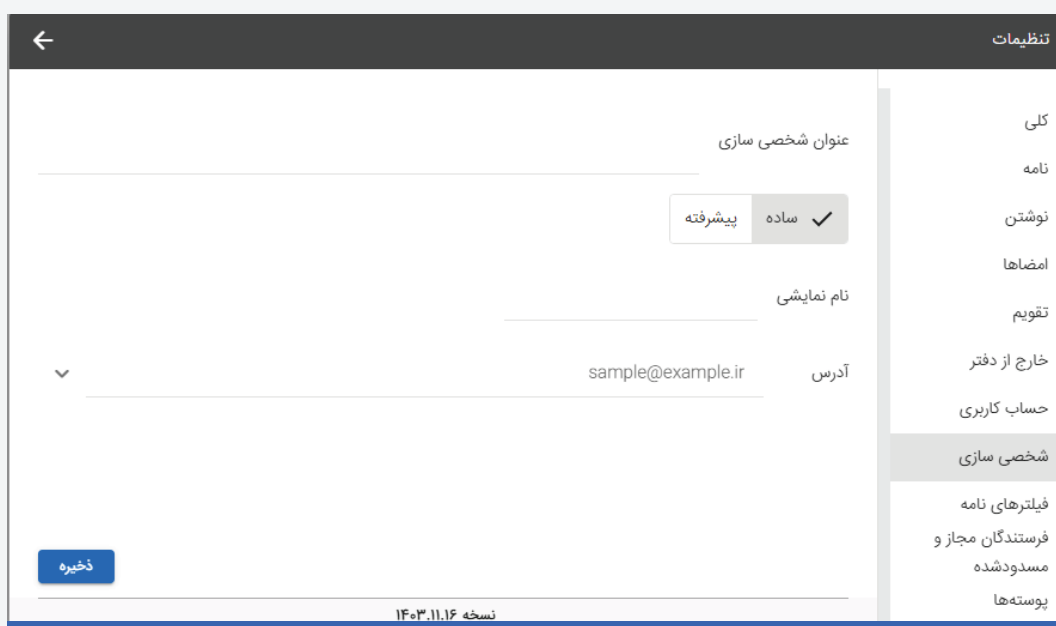 تنظیمات
کلی
نامه
نوشتن
امضاها
تقویم
خارج از دفتر
حساب کاربری
شخصی سازی
فیلترهای نامه
فرستندگان مجاز و
مسدودشده
پوسته‌ها
عنوان شخصی سازی
ساده
پیشرفته
نام نمایشی
آدرس
sample@example.ir
ذخیره
نسخه ۱۴۰۳.۱۱.۱۶